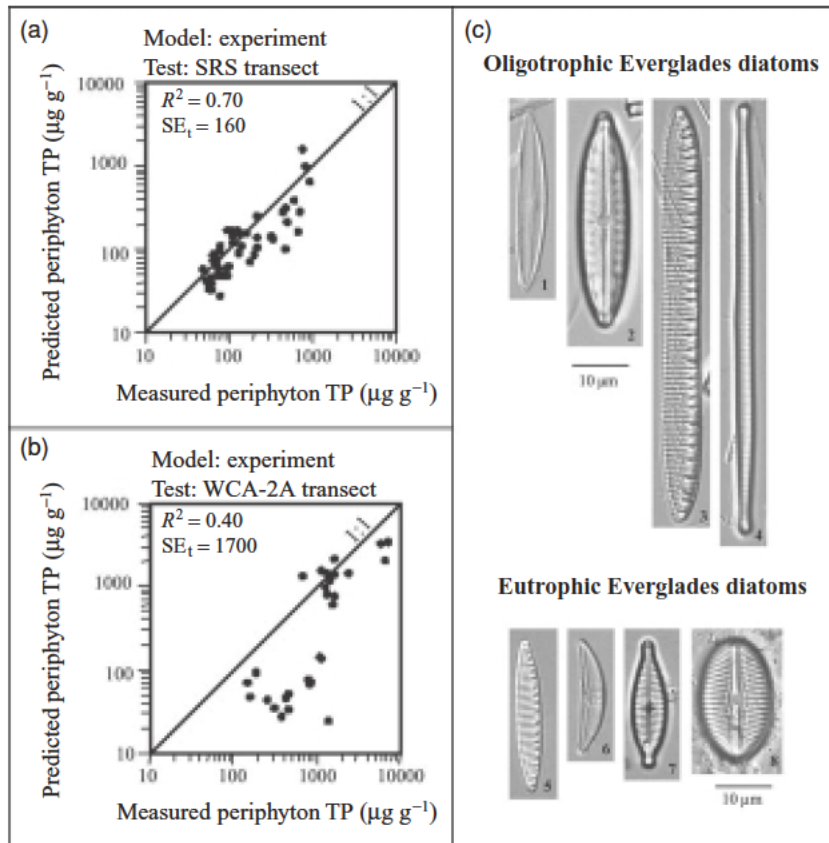 (a)
Model: experiment
Test: SRS transect
R² = 0.70
SEₜ = 160
1:1
Predicted periphyton TP (µg g⁻¹)
10000
1000
100
10
10 100 1000 10000
Measured periphyton TP (µg g⁻¹)
(b)
Model: experiment
Test: WCA-2A transect
R² = 0.40
SEₜ = 1700
1:1
Predicted periphyton TP (µg g⁻¹)
10000
1000
100
10
10 100 1000 10000
Measured periphyton TP (µg g⁻¹)
(c)
Oligotrophic Everglades diatoms
1
2
3
4
10 µm
Eutrophic Everglades diatoms
5
6
7
8
10 µm